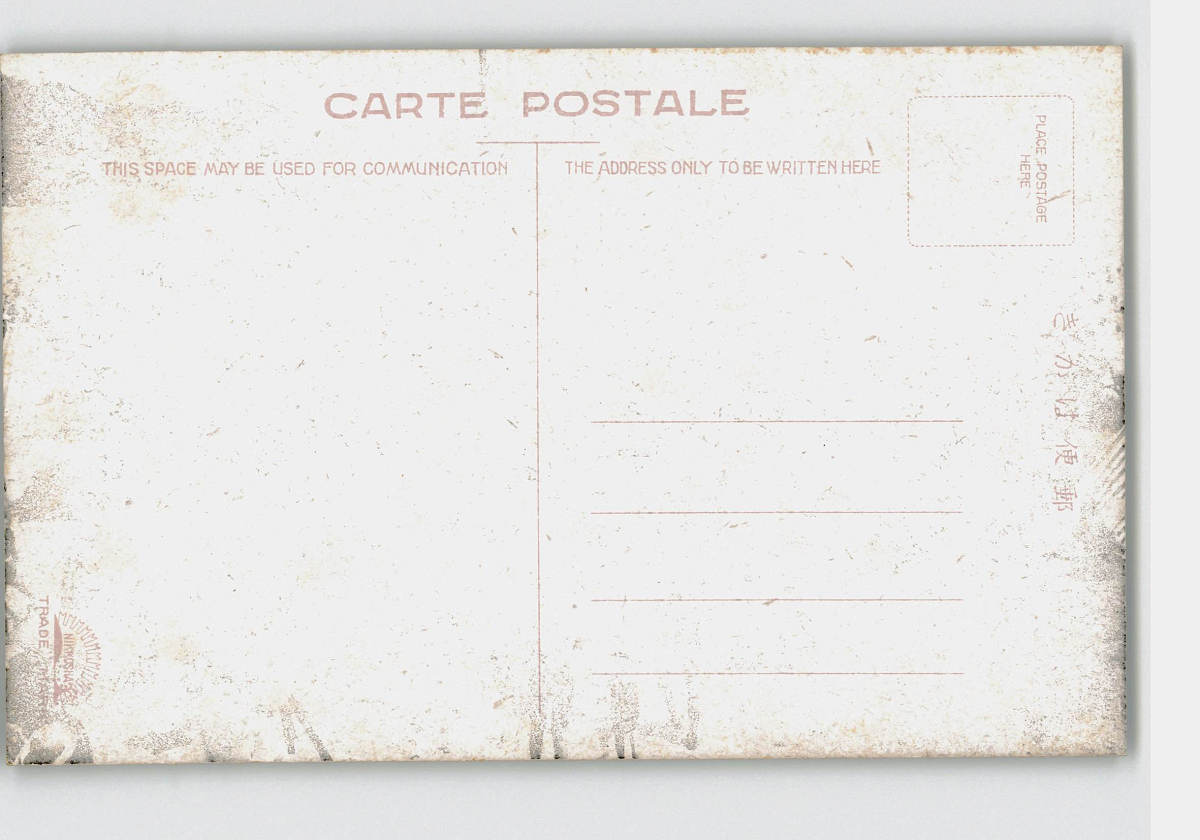 CARTE POSTALE
THIS SPACE MAY BE USED FOR COMMUNICATION
THE ADDRESS ONLY TO BE WRITTEN HERE
PLACE POSTAGE
HERE
郵便はかき
TRADE